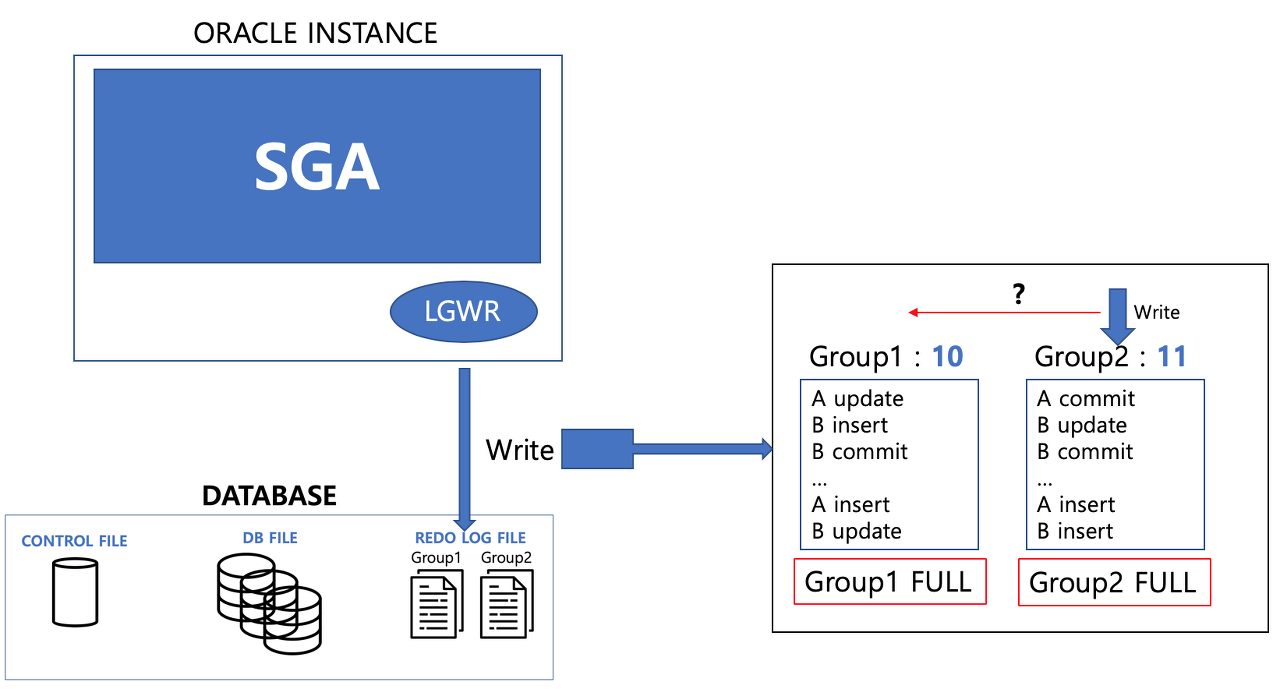 ORACLE INSTANCE
SGA
LGWR
Write
DATABASE
CONTROL FILE
DB FILE
REDO LOG FILE
Group1
Group2
?
Write
Group1 : 10
A update
B insert
B commit
...
A insert
B update
Group1 FULL
Group2 : 11
A commit
B update
B commit
...
A insert
B insert
Group2 FULL